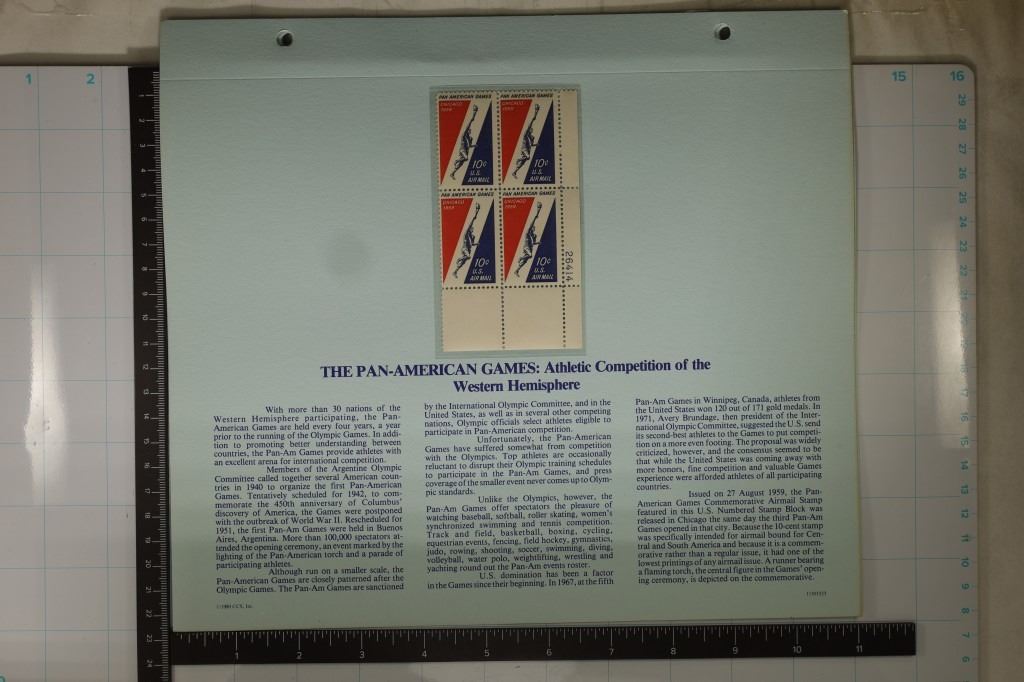 PAN AMERICAN GAMES
CHICAGO
1959
10¢
U.S.
AIR MAIL
PAN AMERICAN GAMES
CHICAGO
1959
10¢
U.S.
AIR MAIL
PAN AMERICAN GAMES
CHICAGO
1959
10¢
U.S.
AIR MAIL
PAN AMERICAN GAMES
CHICAGO
1959
10¢
U.S.
AIR MAIL
26414
THE PAN-AMERICAN GAMES: Athletic Competition of the
Western Hemisphere
With more than 30 nations of the
Western Hemisphere participating, the Pan-
American Games are held every four years, a year
prior to the running of the Olympic Games. In addi-
tion to promoting better understanding between
countries, the Pan-Am Games provide athletes with
an excellent arena for international competition.
Members of the Argentine Olympic
Committee called together several American coun-
tries in 1940 to organize the first Pan-American
Games. Tentatively scheduled for 1942, to com-
memorate the 450th anniversary of Columbus'
discovery of America, the Games were postponed
with the outbreak of World War II. Rescheduled for
1951, the first Pan-Am Games were held in Buenos
Aires, Argentina. More than 100,000 spectators at-
tended the opening ceremony, an event marked by the
lighting of the Pan-American torch and a parade of
participating athletes.
Although run on a smaller scale, the
Pan-American Games are closely patterned after the
Olympic Games. The Pan-Am Games are sanctioned
by the International Olympic Committee, and in the
United States, as well as in several other competing
nations, Olympic officials select athletes eligible to
participate in Pan-American competition.
Unfortunately, the Pan-American
Games have suffered somewhat from competition
with the Olympics. Top athletes are occasionally
reluctant to disrupt their Olympic training schedules
to participate in the Pan-Am Games, and press
coverage of the smaller event never comes up to Olym-
pic standards.
Unlike the Olympics, however, the
Pan-Am Games offer spectators the pleasure of
watching baseball, softball, roller skating, women's
synchronized swimming and tennis competition.
Track and field, basketball, boxing, cycling,
equestrian events, fencing, field hockey, gymnastics,
judo, rowing, shooting, soccer, swimming, diving,
volleyball, water polo, weightlifting, wrestling and
yachting round out the Pan-Am events roster.
U.S. domination has been a factor
in the Games since their beginning. In 1967, at the fifth
Pan-Am Games in Winnipeg, Canada, athletes from
the United States won 120 out of 171 gold medals. In
1971, Avery Brundage, then president of the Inter-
national Olympic Committee, suggested the U.S. send
its second-best athletes to the Games to put competi-
tion on a more even footing. The proposal was widely
criticized, however, and the consensus seemed to be
that while the United States was coming away with
more honors, fine competition and valuable Games
experience were afforded athletes of all participating
countries.
Issued on 27 August 1959, the Pan-
American Games Commemorative Airmail Stamp
featured in this U.S. Numbered Stamp Block was
released in Chicago the same day the third Pan-Am
Games opened in that city. Because the 10-cent stamp
was specifically intended for airmail bound for Cen-
tral and South America and because it is a commem-
orative rather than a regular issue, it had one of the
lowest printings of any airmail issue. A runner bearing
a flaming torch, the central figure in the Games' open-
ing ceremony, is depicted on the commemorative.